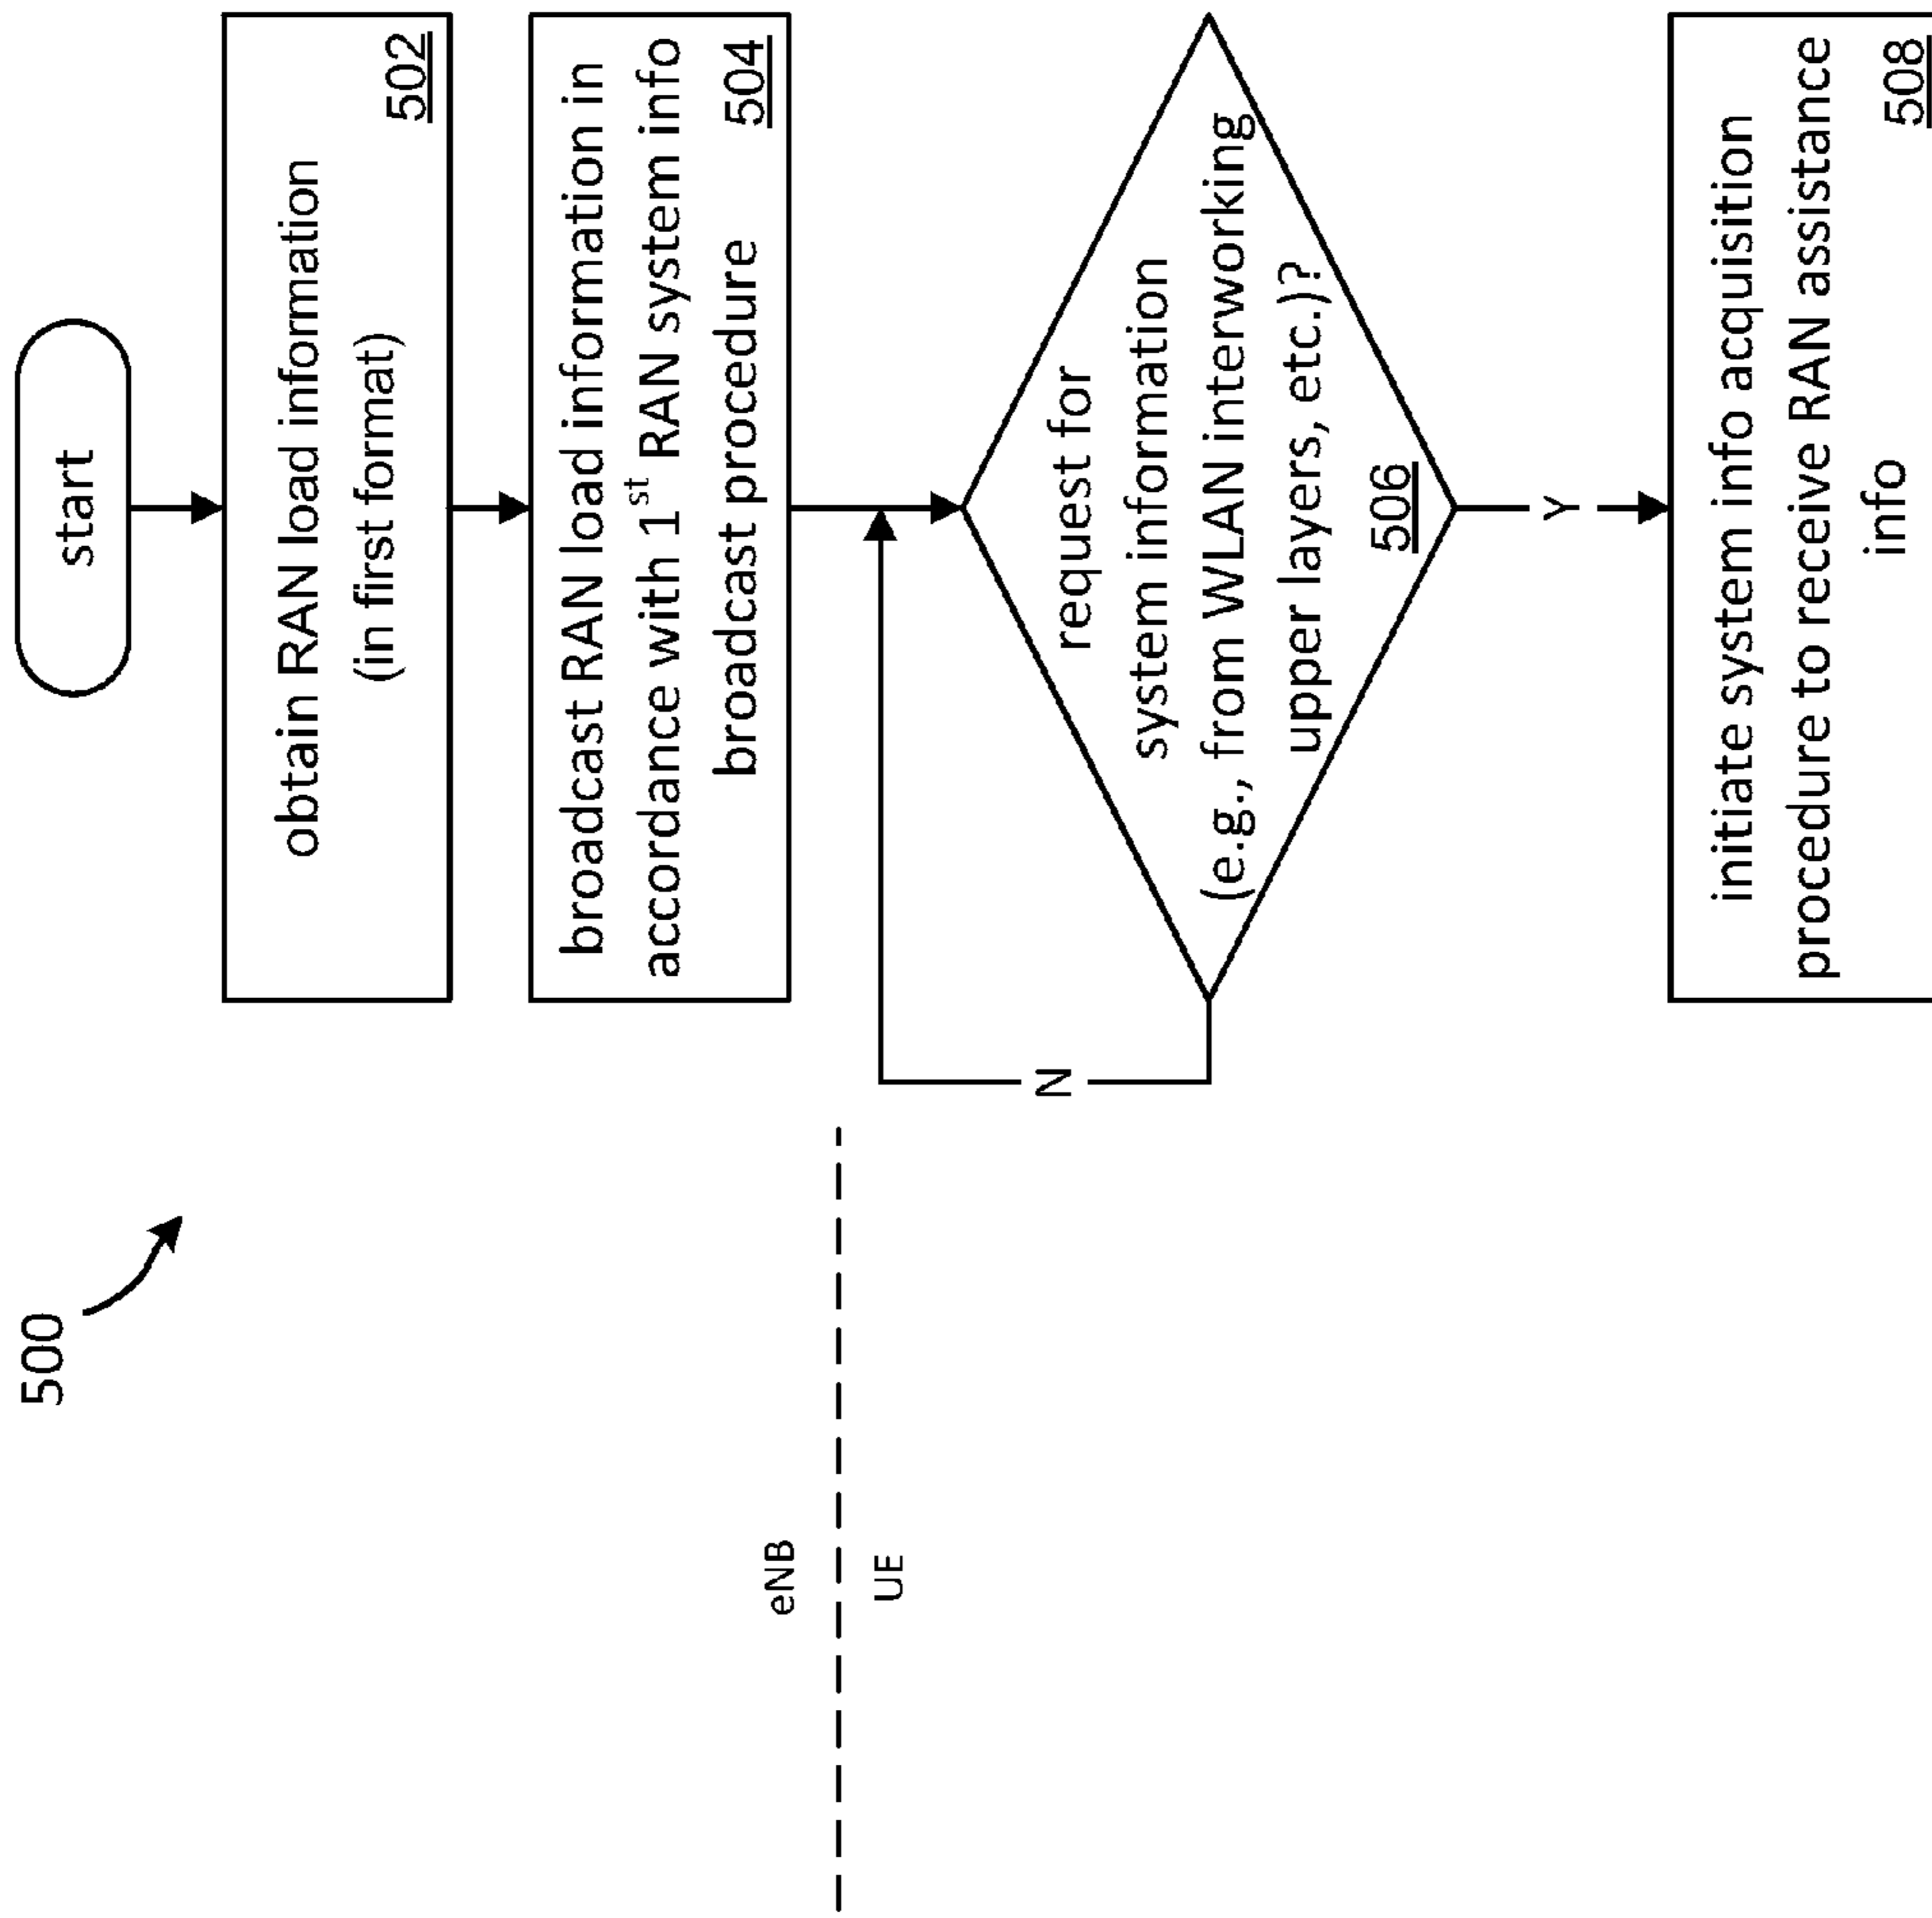 500
start
obtain RAN load information
(in first format)
502
broadcast RAN load information in
accordance with 1st RAN system info
broadcast procedure
504
eNB
UE
N
request for
system information
(e.g., from WLAN interworking
upper layers, etc.)?
506
Y
initiate system info acquisition
procedure to receive RAN assistance
info
508